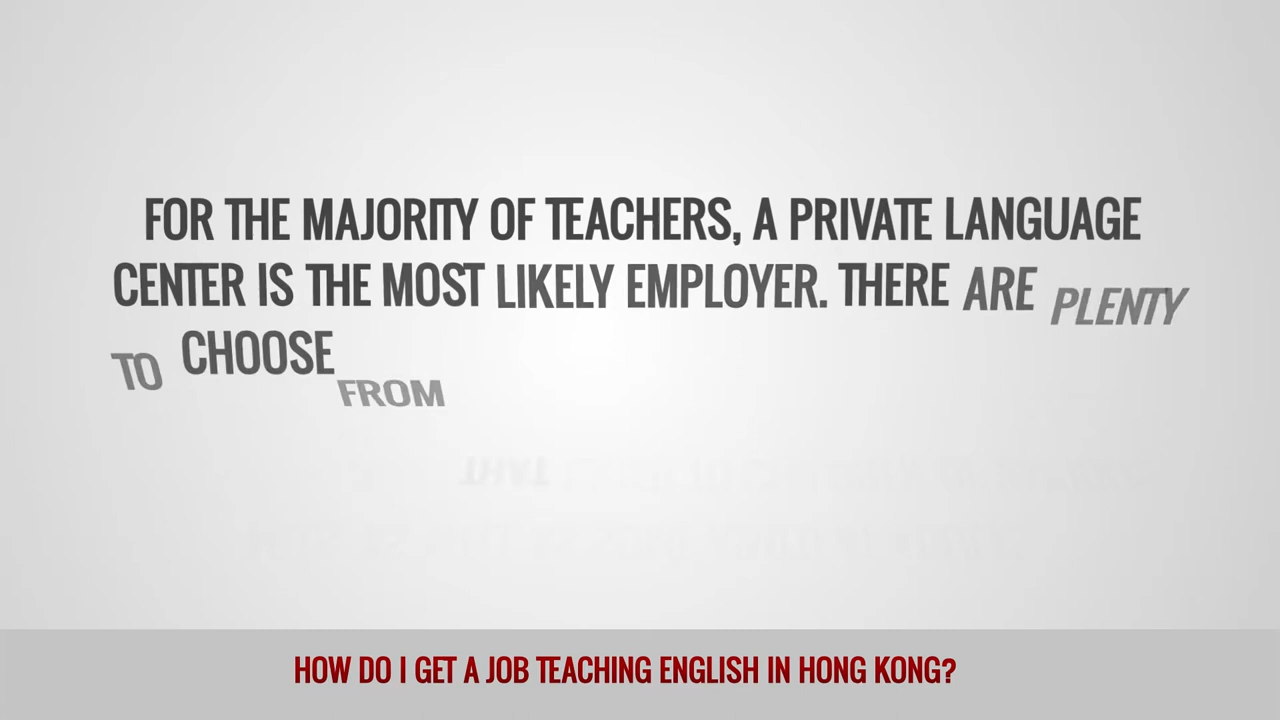 FOR THE MAJORITY OF TEACHERS, A PRIVATE LANGUAGE
CENTER IS THE MOST LIKELY EMPLOYER. THERE ARE PLENTY
TO CHOOSE FROM
THAT
HOW DO I GET A JOB TEACHING ENGLISH IN HONG KONG?